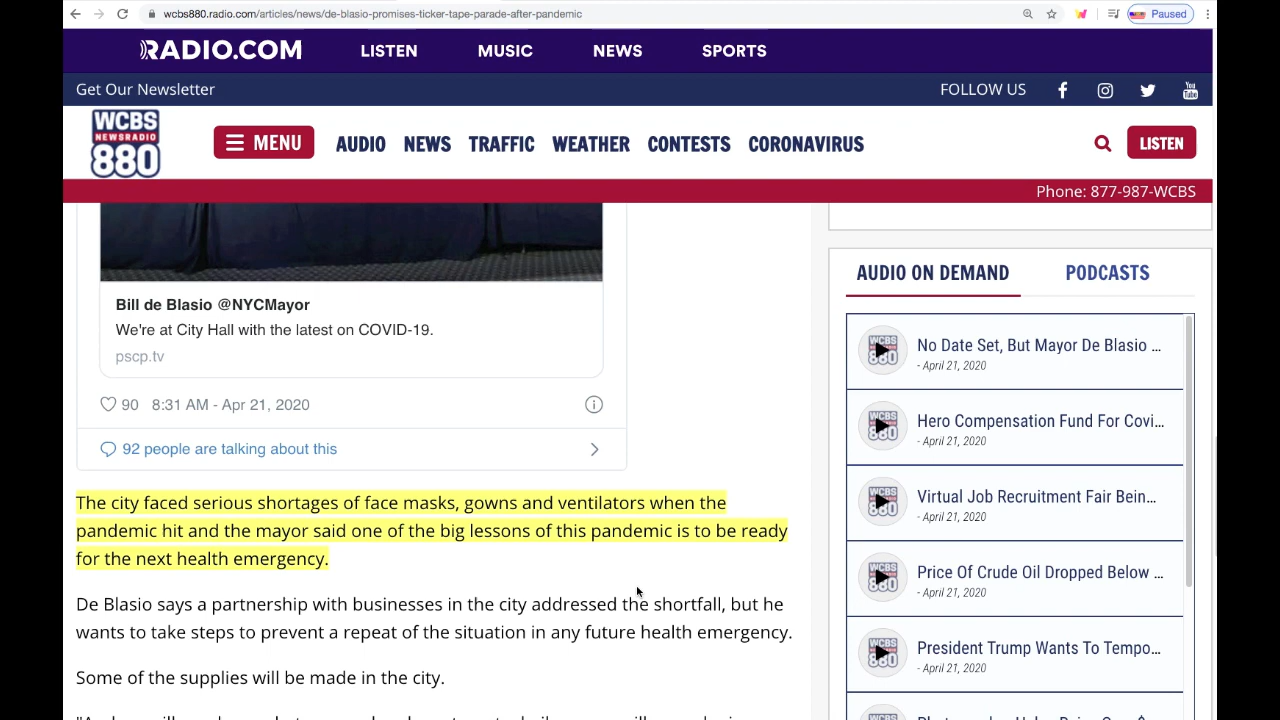 wcbs880.radio.com/articles/news/de-blasio-promises-ticker-tape-parade-after-pandemic
Paused
RADIO.COM LISTEN MUSIC NEWS SPORTS
Get Our Newsletter FOLLOW US
You Tube
WCBS
NEWSRADIO
880
MENU AUDIO NEWS TRAFFIC WEATHER CONTESTS CORONAVIRUS LISTEN
Phone: 877-987-WCBS
Bill de Blasio @NYCMayor
We're at City Hall with the latest on COVID-19.
pscp.tv
90 8:31 AM - Apr 21, 2020
92 people are talking about this
The city faced serious shortages of face masks, gowns and ventilators when the
pandemic hit and the mayor said one of the big lessons of this pandemic is to be ready
for the next health emergency.
De Blasio says a partnership with businesses in the city addressed the shortfall, but he
wants to take steps to prevent a repeat of the situation in any future health emergency.
Some of the supplies will be made in the city.
AUDIO ON DEMAND PODCASTS
No Date Set, But Mayor De Blasio ...
- April 21, 2020
Hero Compensation Fund For Covi...
- April 21, 2020
Virtual Job Recruitment Fair Bein...
- April 21, 2020
Price Of Crude Oil Dropped Below ...
- April 21, 2020
President Trump Wants To Tempo...
- April 21, 2020